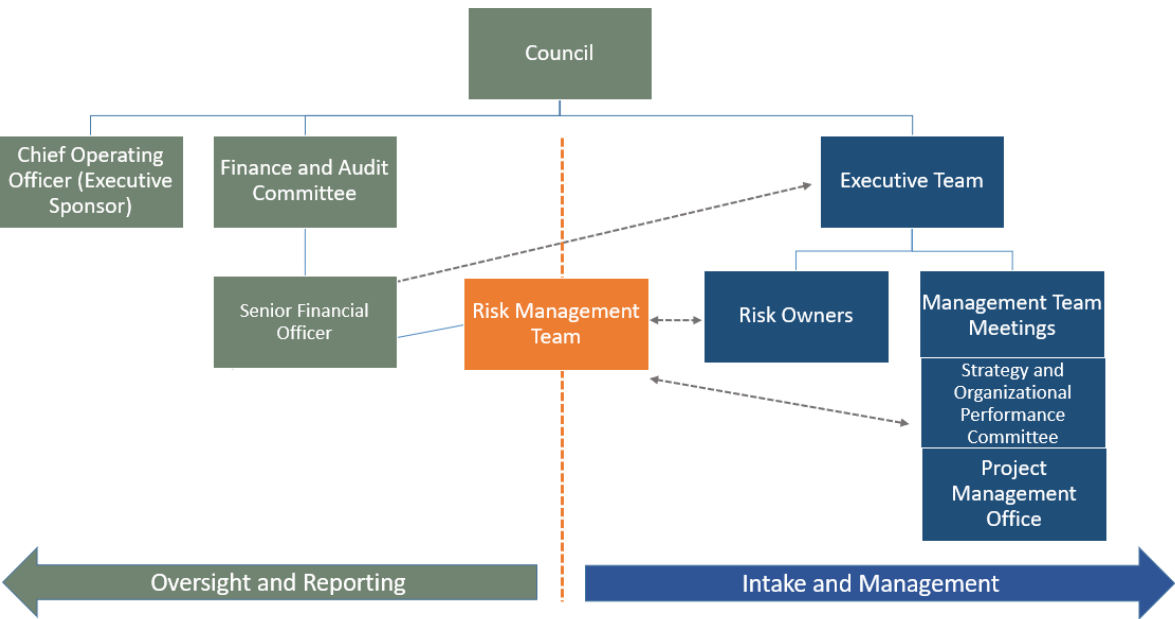 Council
Chief Operating
Officer (Executive
Sponsor)
Finance and Audit
Committee
Executive Team
Senior Financial
Officer
Risk Management
Team
Risk Owners
Management Team
Meetings
Strategy and
Organizational
Performance
Committee
Project
Management
Office
Oversight and Reporting
Intake and Management